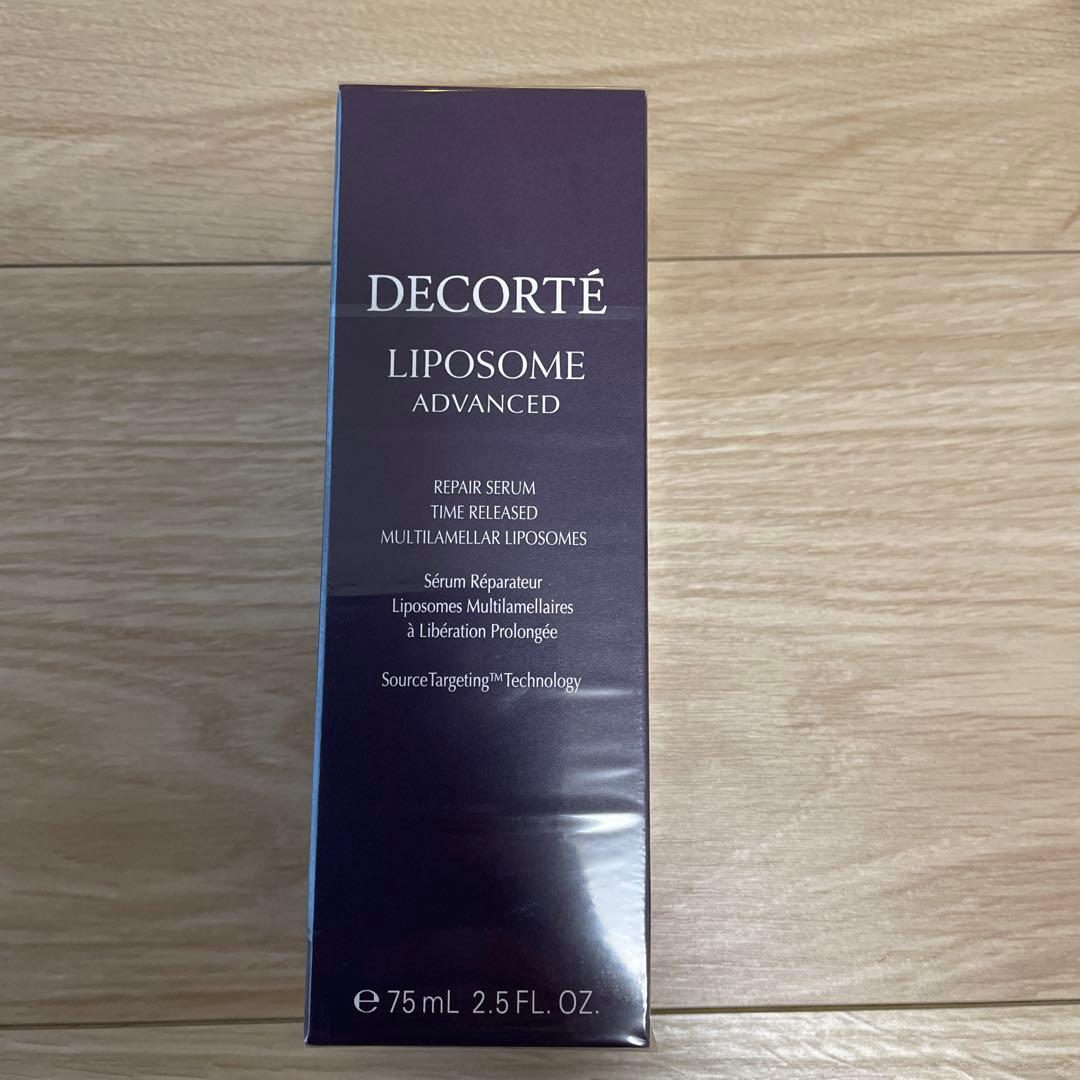 DECORTÉ
LIPOSOME
ADVANCED
REPAIR SERUM
TIME RELEASED
MULTILAMELLAR LIPOSOMES
Sérum Réparateur
Liposomes Multilamellaires
à Libération Prolongée
SourceTargeting™Technology
℮ 75 mL 2.5 FL. OZ.